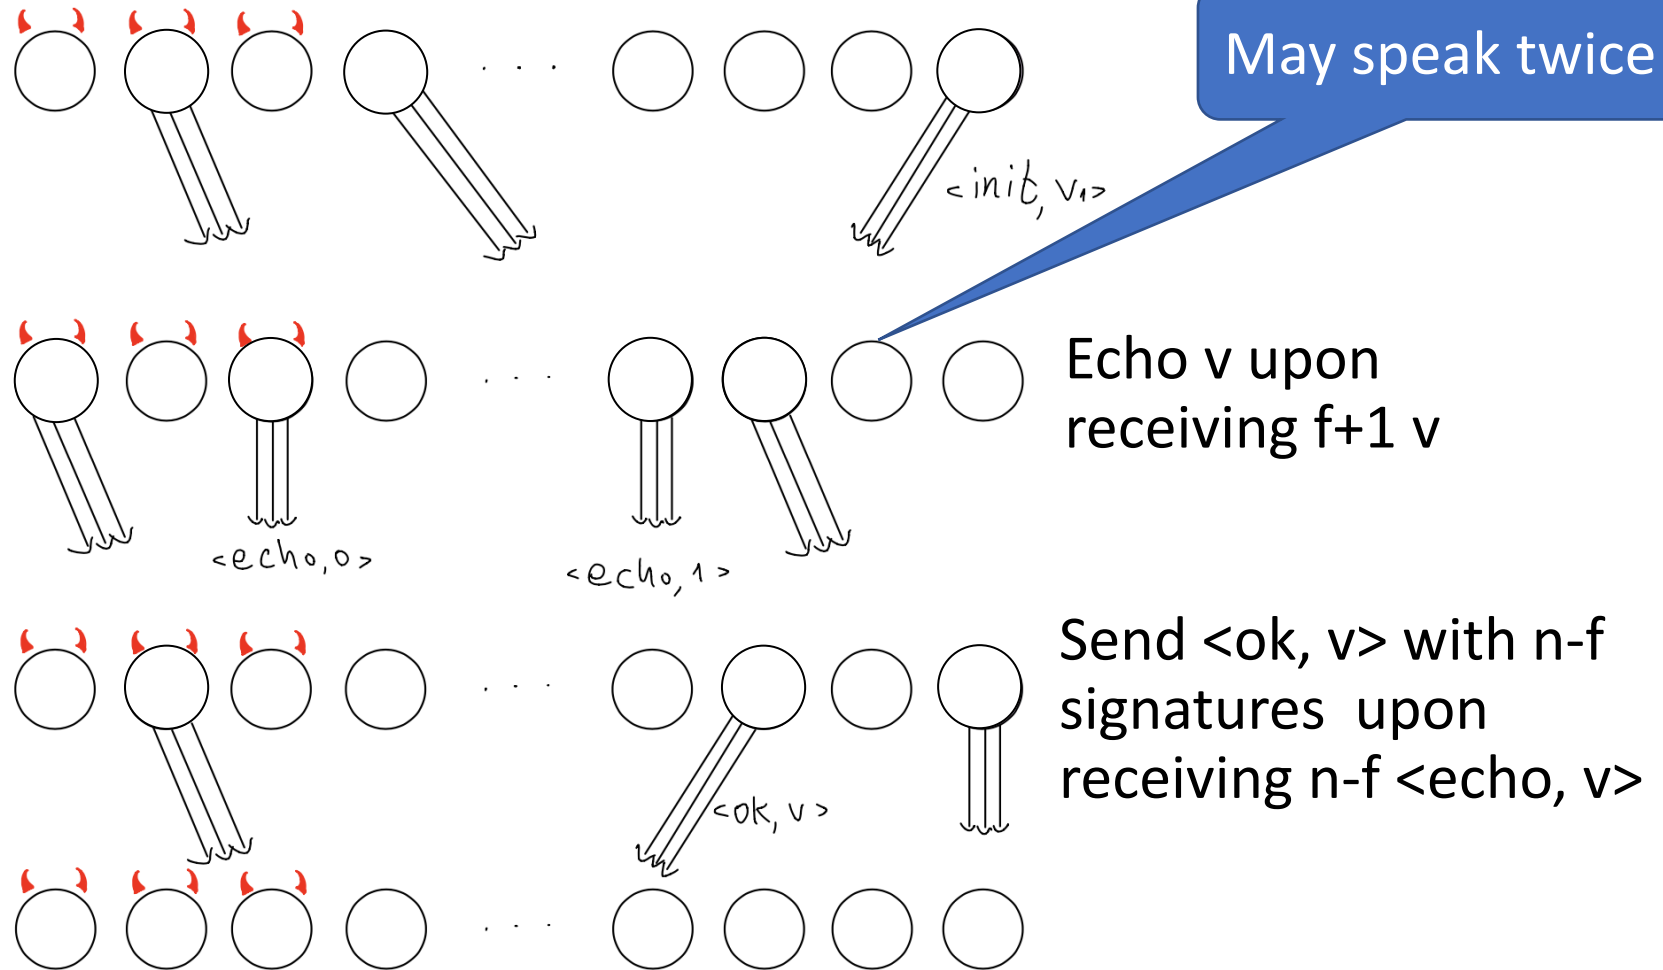 May speak twice
<init, v1>
Echo v upon
receiving f+1 v
<echo, 0>
<echo, 1>
Send <ok, v> with n-f
signatures upon
receiving n-f <echo, v>
<ok, v>